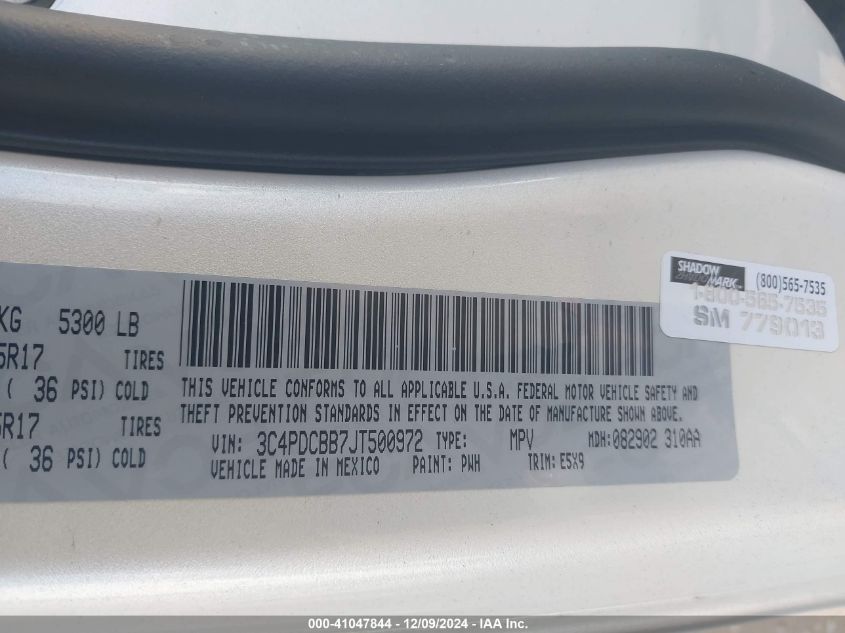 KG 5300 LB
5R17 TIRES
( 36 PSI) COLD
5R17 TIRES
( 36 PSI) COLD
THIS VEHICLE CONFORMS TO ALL APPLICABLE U.S.A. FEDERAL MOTOR VEHICLE SAFETY AND
THEFT PREVENTION STANDARDS IN EFFECT ON THE DATE OF MANUFACTURE SHOWN ABOVE.
VIN: 3C4PDCBB7JT500972 TYPE: MPV MDH: 082902 310AA
VEHICLE MADE IN MEXICO PAINT: PWH TRIM: E5X9
SHADOW
MARK
(800)565-7535
1-800-565-7535
SM 779013
000-41047844 - 12/09/2024 - IAA Inc.